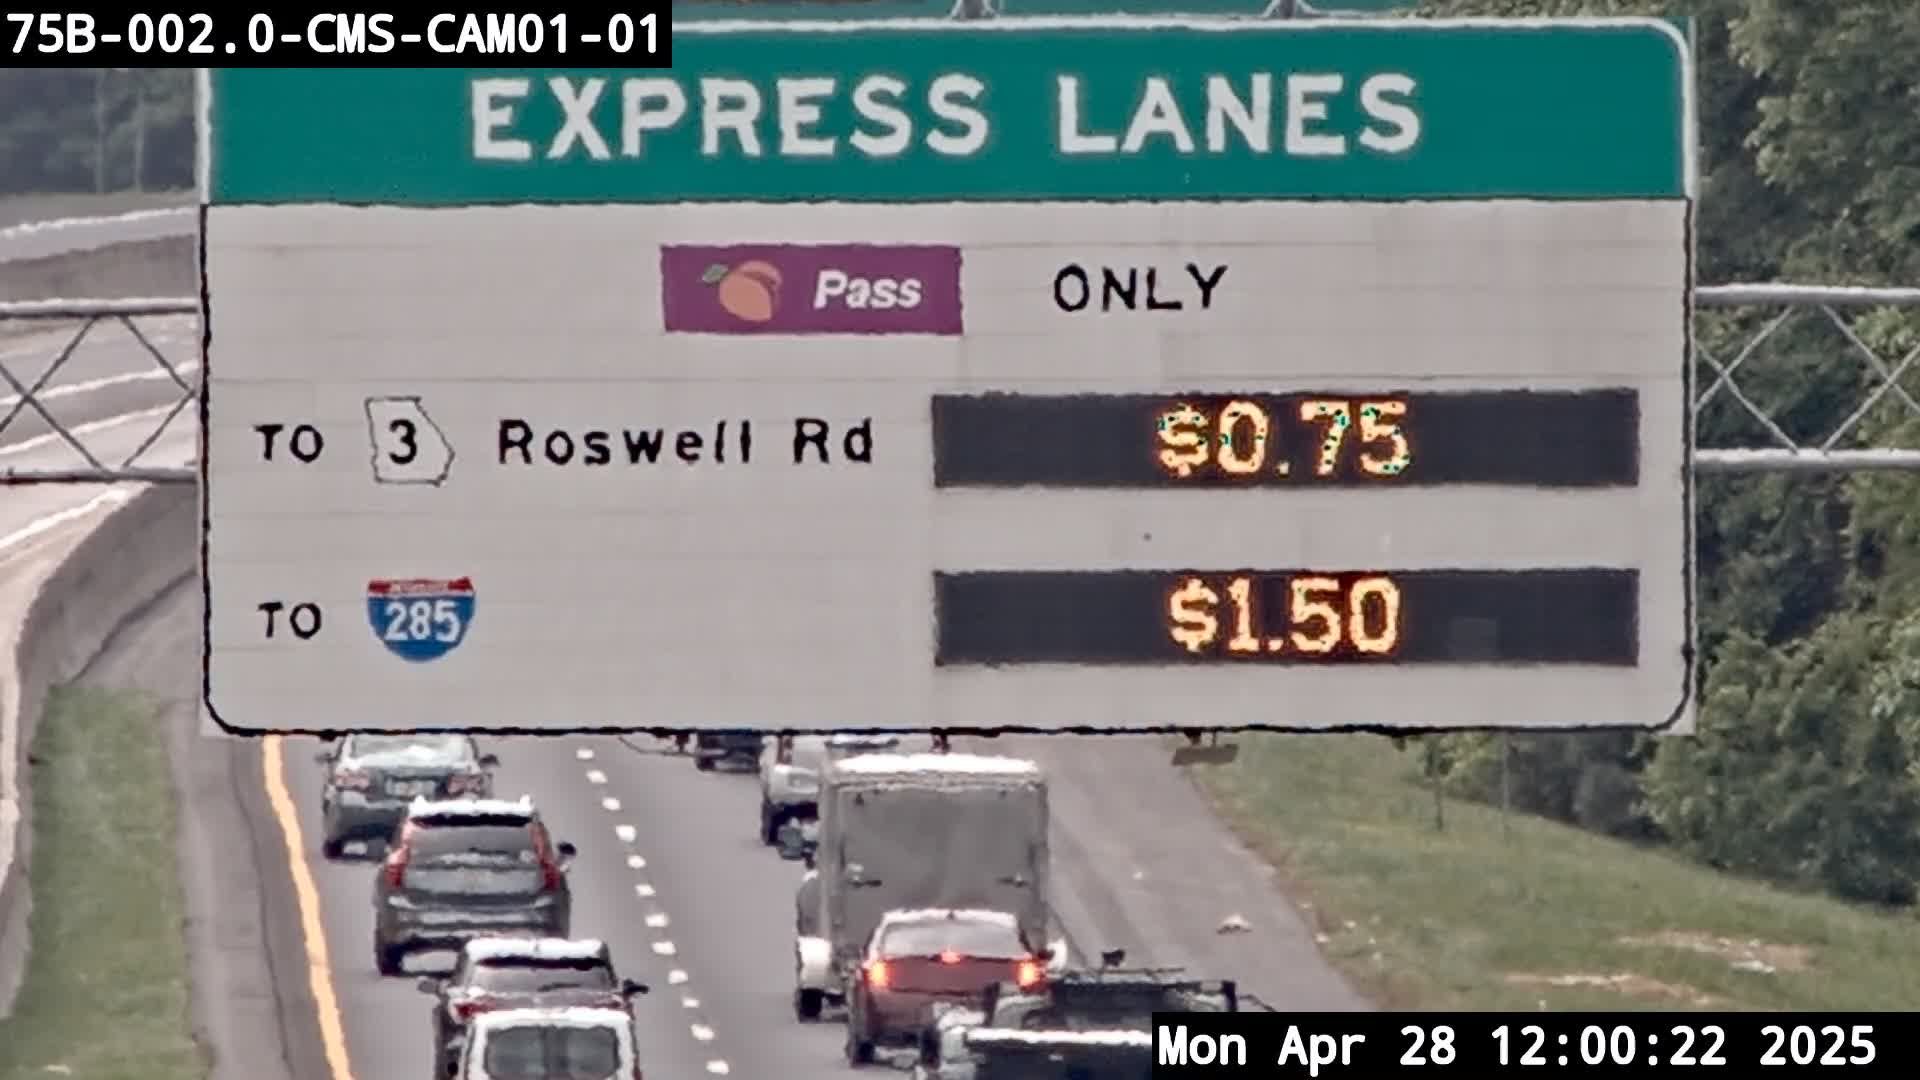 75B-002.0-CMS-CAM01-01
EXPRESS LANES
Pass ONLY
TO 3 Roswell Rd $0.75
TO 285 $1.50
Mon Apr 28 12:00:22 2025